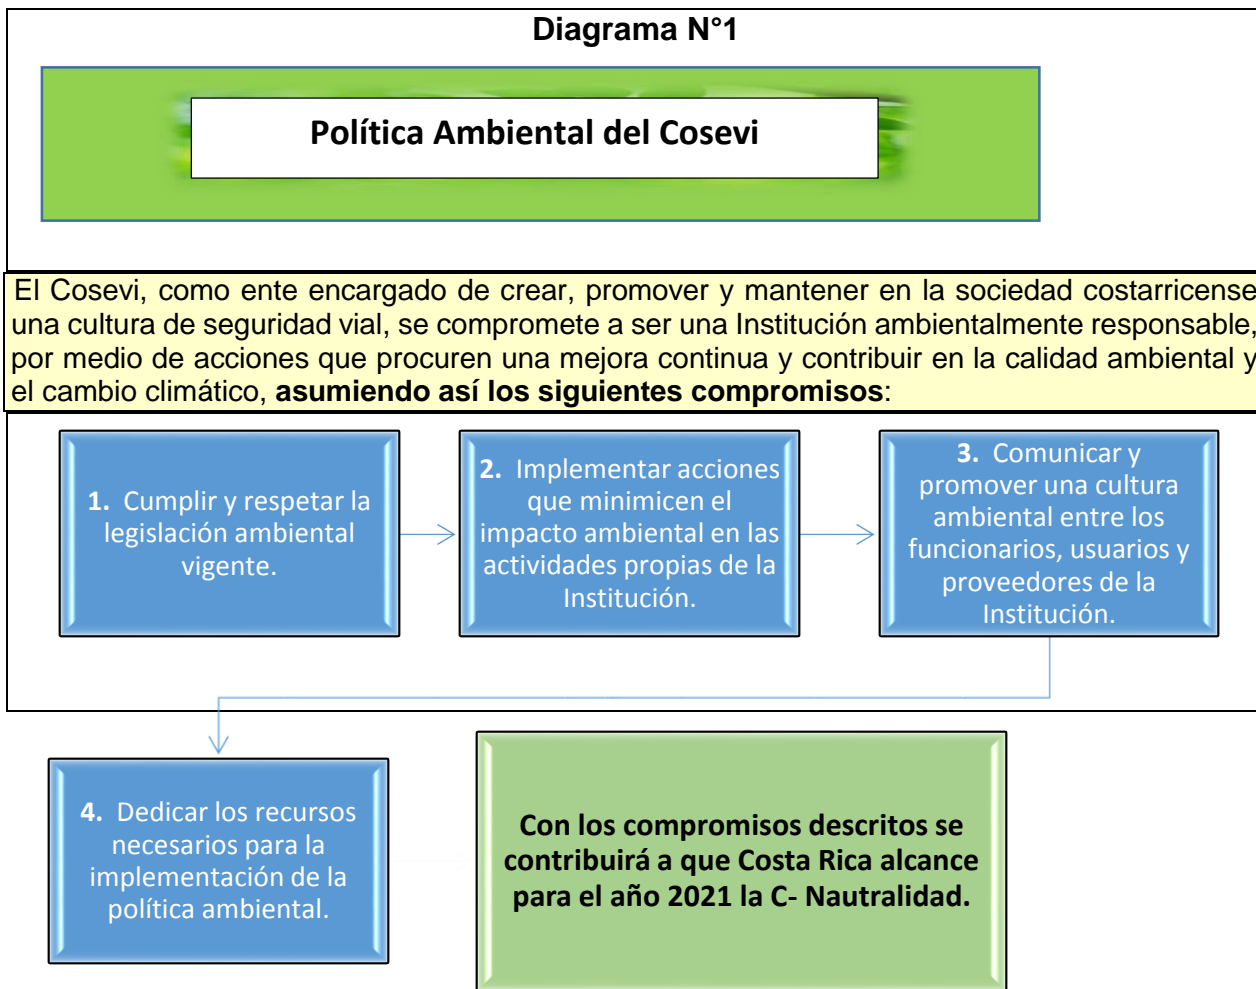 Diagrama N°1
Política Ambiental del Cosevi
El Cosevi, como ente encargado de crear, promover y mantener en la sociedad costarricense
una cultura de seguridad vial, se compromete a ser una Institución ambientalmente responsable,
por medio de acciones que procuren una mejora continua y contribuir en la calidad ambiental y
el cambio climático, asumiendo así los siguientes compromisos:
1. Cumplir y respetar la
legislación ambiental
vigente.
2. Implementar acciones
que minimicen el
impacto ambiental en las
actividades propias de la
Institución.
3. Comunicar y
promover una cultura
ambiental entre los
funcionarios, usuarios y
proveedores de la
Institución.
4. Dedicar los recursos
necesarios para la
implementación de la
política ambiental.
Con los compromisos descritos se
contribuirá a que Costa Rica alcance
para el año 2021 la C- Nautralidad.